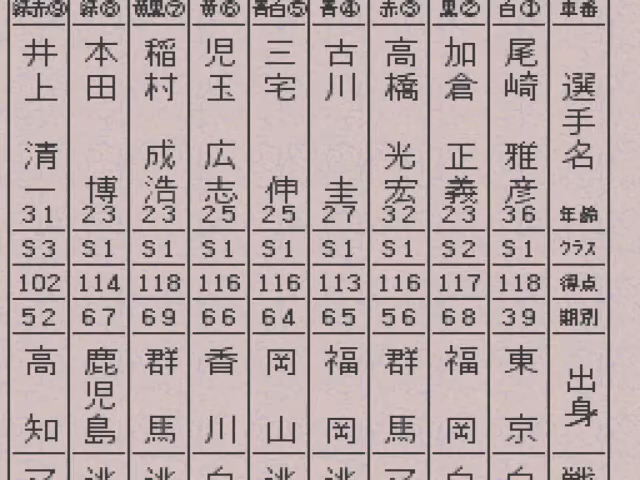 車番
選手名
年齢
クラス
得点
期別
出身
白①
尾崎 雅彦
36
S1
118
39
東京
黒②
加倉 正義
23
S2
117
68
福岡
赤③
高橋 光宏
32
S1
116
56
群馬
青④
古川 圭
27
S1
113
65
福岡
青白⑤
三宅 伸
25
S1
116
64
岡山
黄⑥
児玉 広志
25
S1
116
66
香川
黄黒⑦
稲村 成浩
23
S1
118
69
群馬
緑⑧
本田 博
23
S1
114
67
鹿児島
緑赤⑨
井上 清一
31
S3
102
52
高知